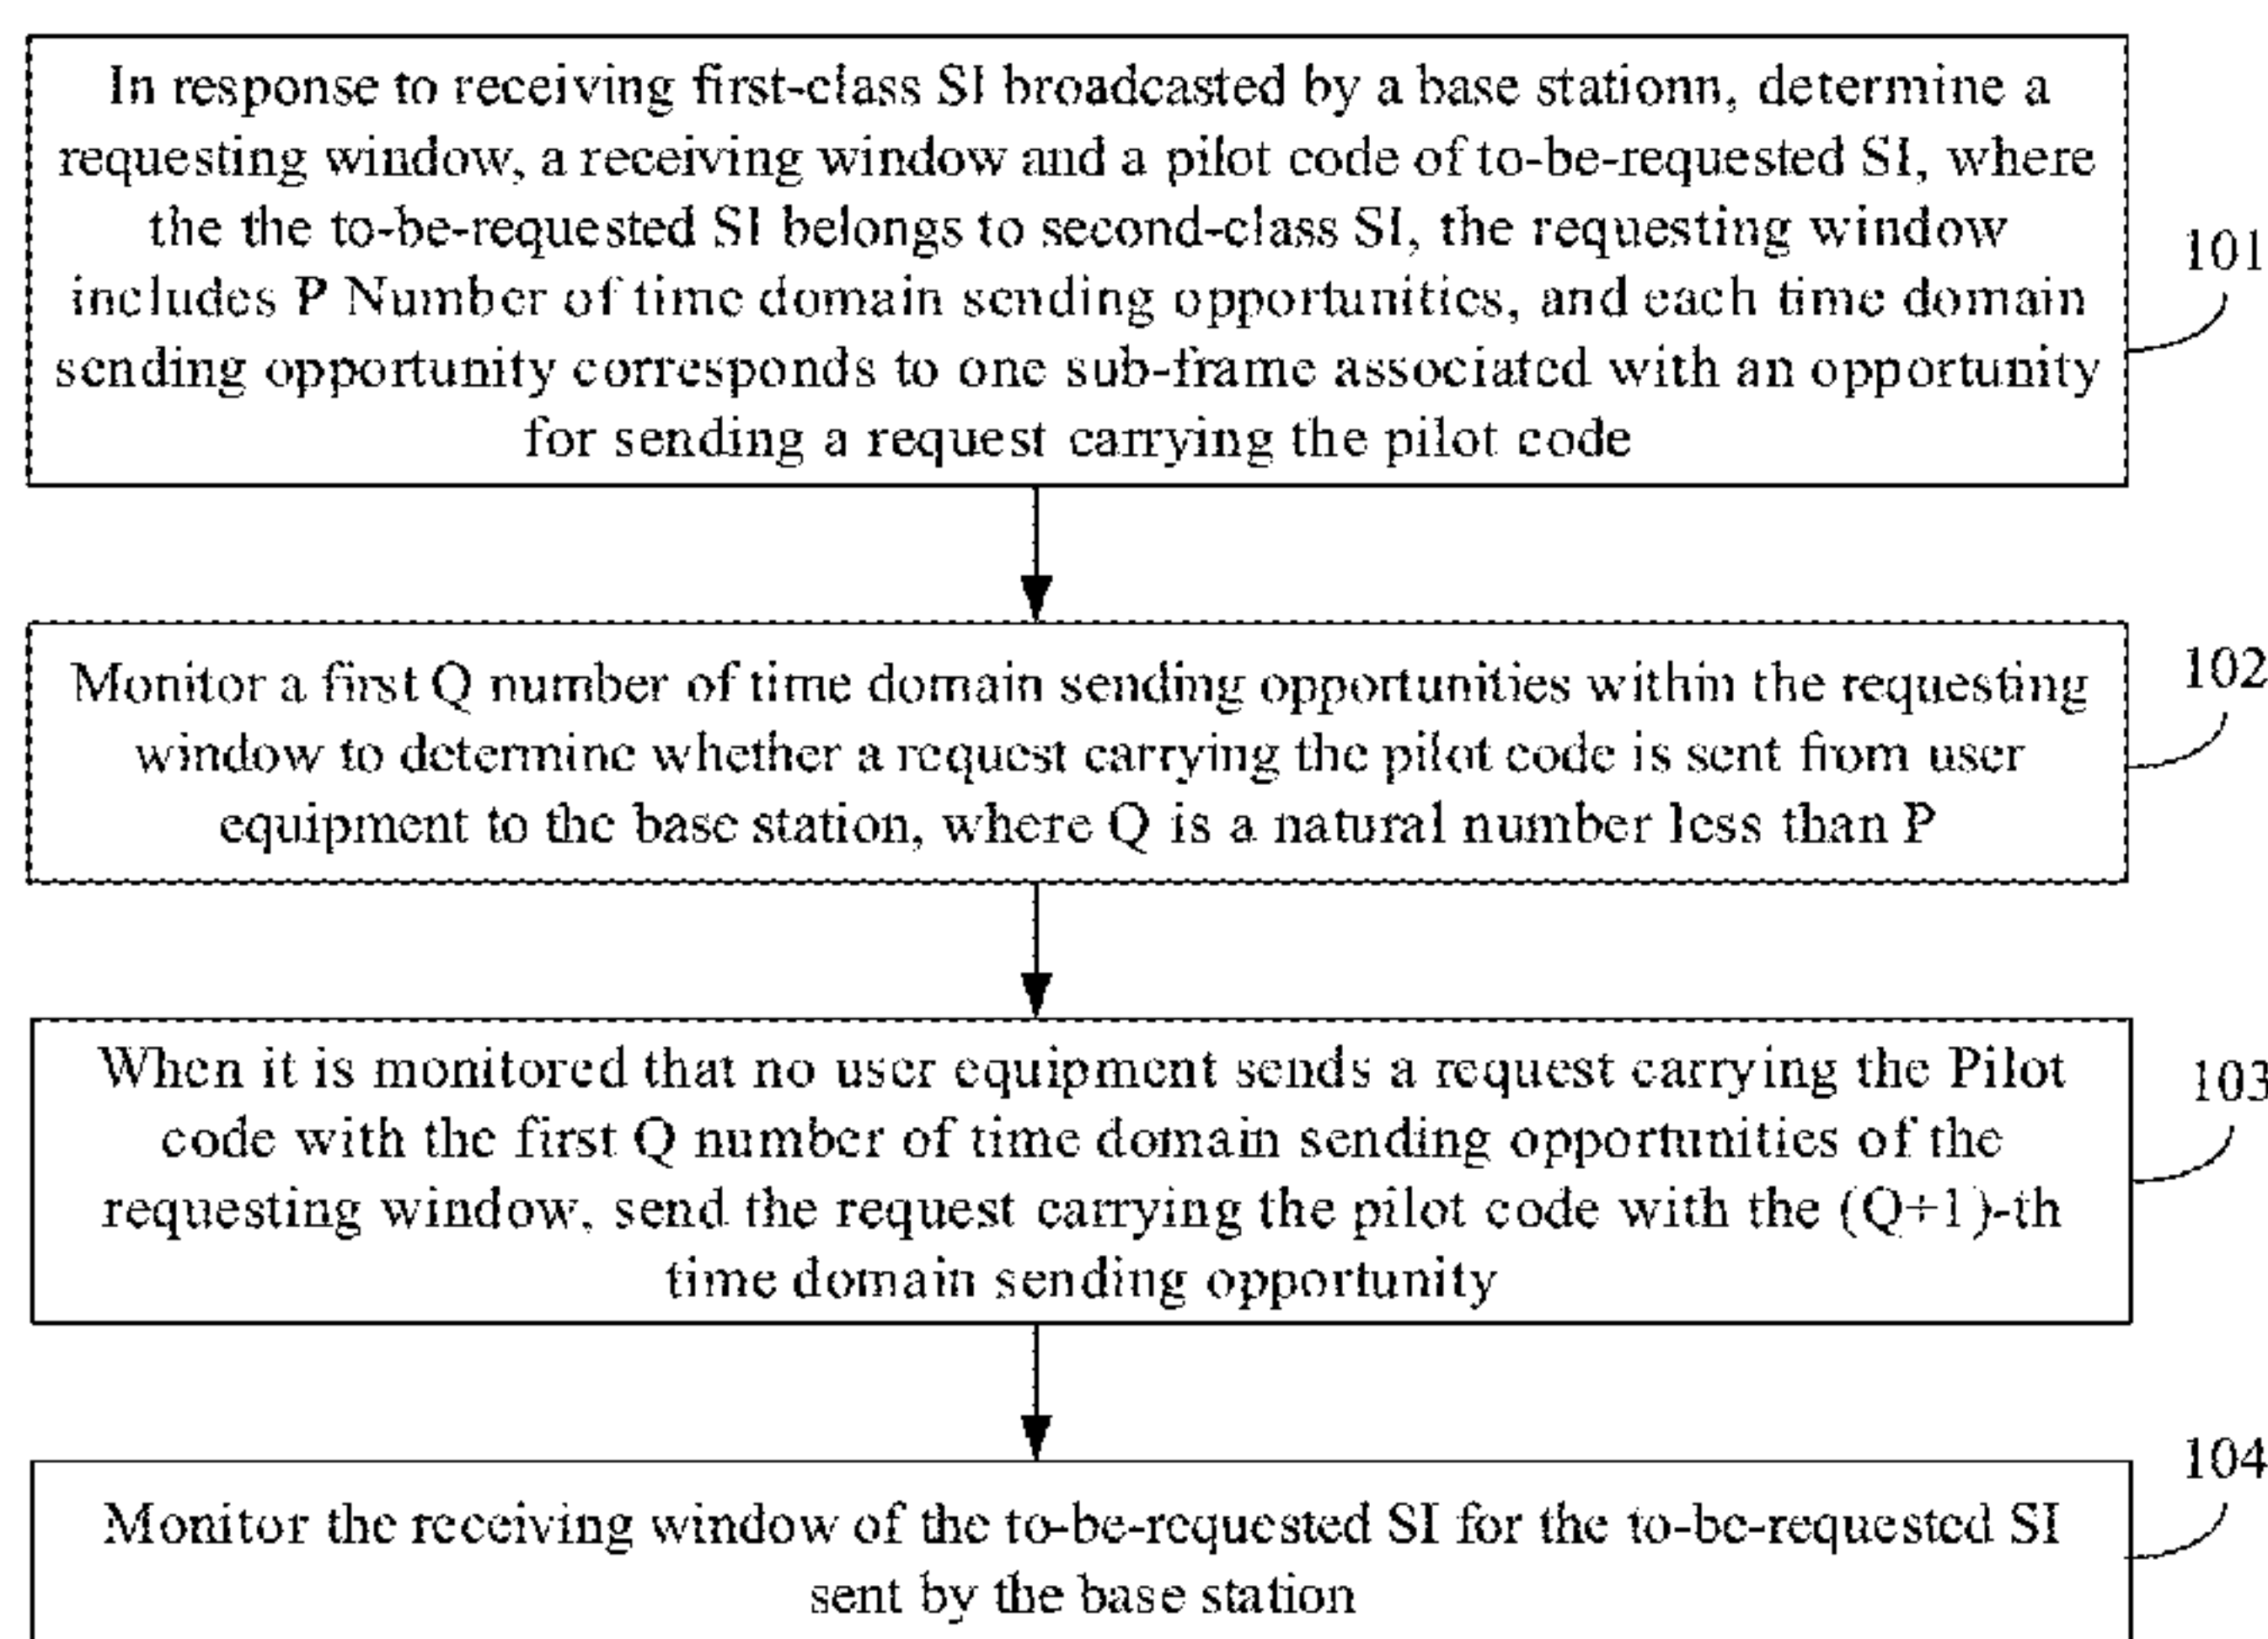 In response to receiving first-class SI broadcasted by a base stationn, determine a
requesting window, a receiving window and a pilot code of to-be-requested SI, where
the the to-be-requested SI belongs to second-class SI, the requesting window
includes P Number of time domain sending opportunities, and each time domain
sending opportunity corresponds to one sub-frame associated with an opportunity
for sending a request carrying the pilot code
101
Monitor a first Q number of time domain sending opportunities within the requesting
window to determine whether a request carrying the pilot code is sent from user
equipment to the base station, where Q is a natural number less than P
102
When it is monitored that no user equipment sends a request carrying the Pilot
code with the first Q number of time domain sending opportunities of the
requesting window, send the request carrying the pilot code with the (Q+1)-th
time domain sending opportunity
103
Monitor the receiving window of the to-be-requested SI for the to-be-requested SI
sent by the base station
104